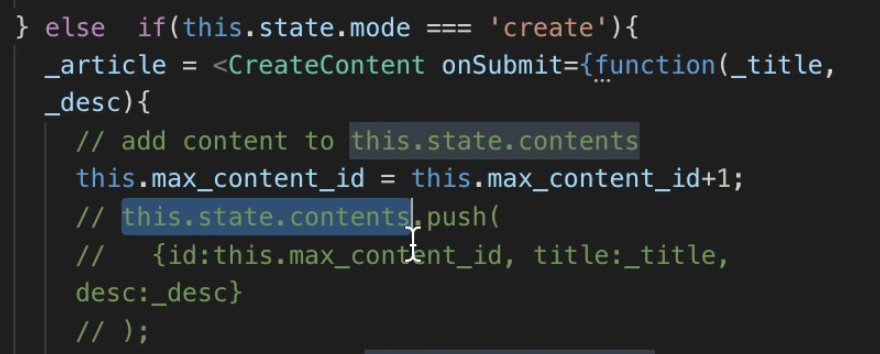 } else  if(this.state.mode === 'create'){
_article = <CreateContent onSubmit={function(_title,
_desc){
// add content to this.state.contents
this.max_content_id = this.max_content_id+1;
// this.state.contents.push(
//   {id:this.max_content_id, title:_title,
desc:_desc}
// );